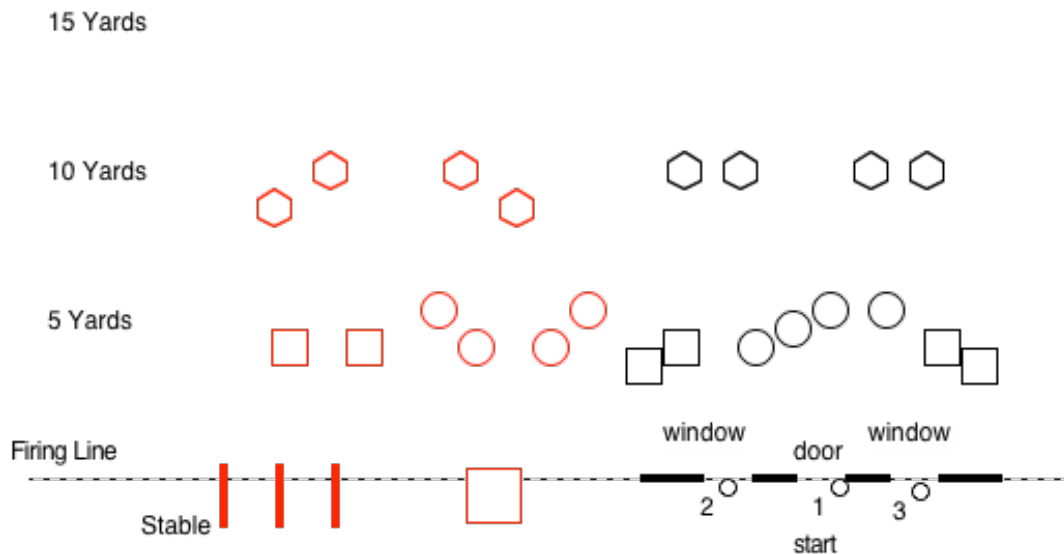 15 Yards
10 Yards
5 Yards
window
window
door
Firing Line
2
1
3
Stable
start